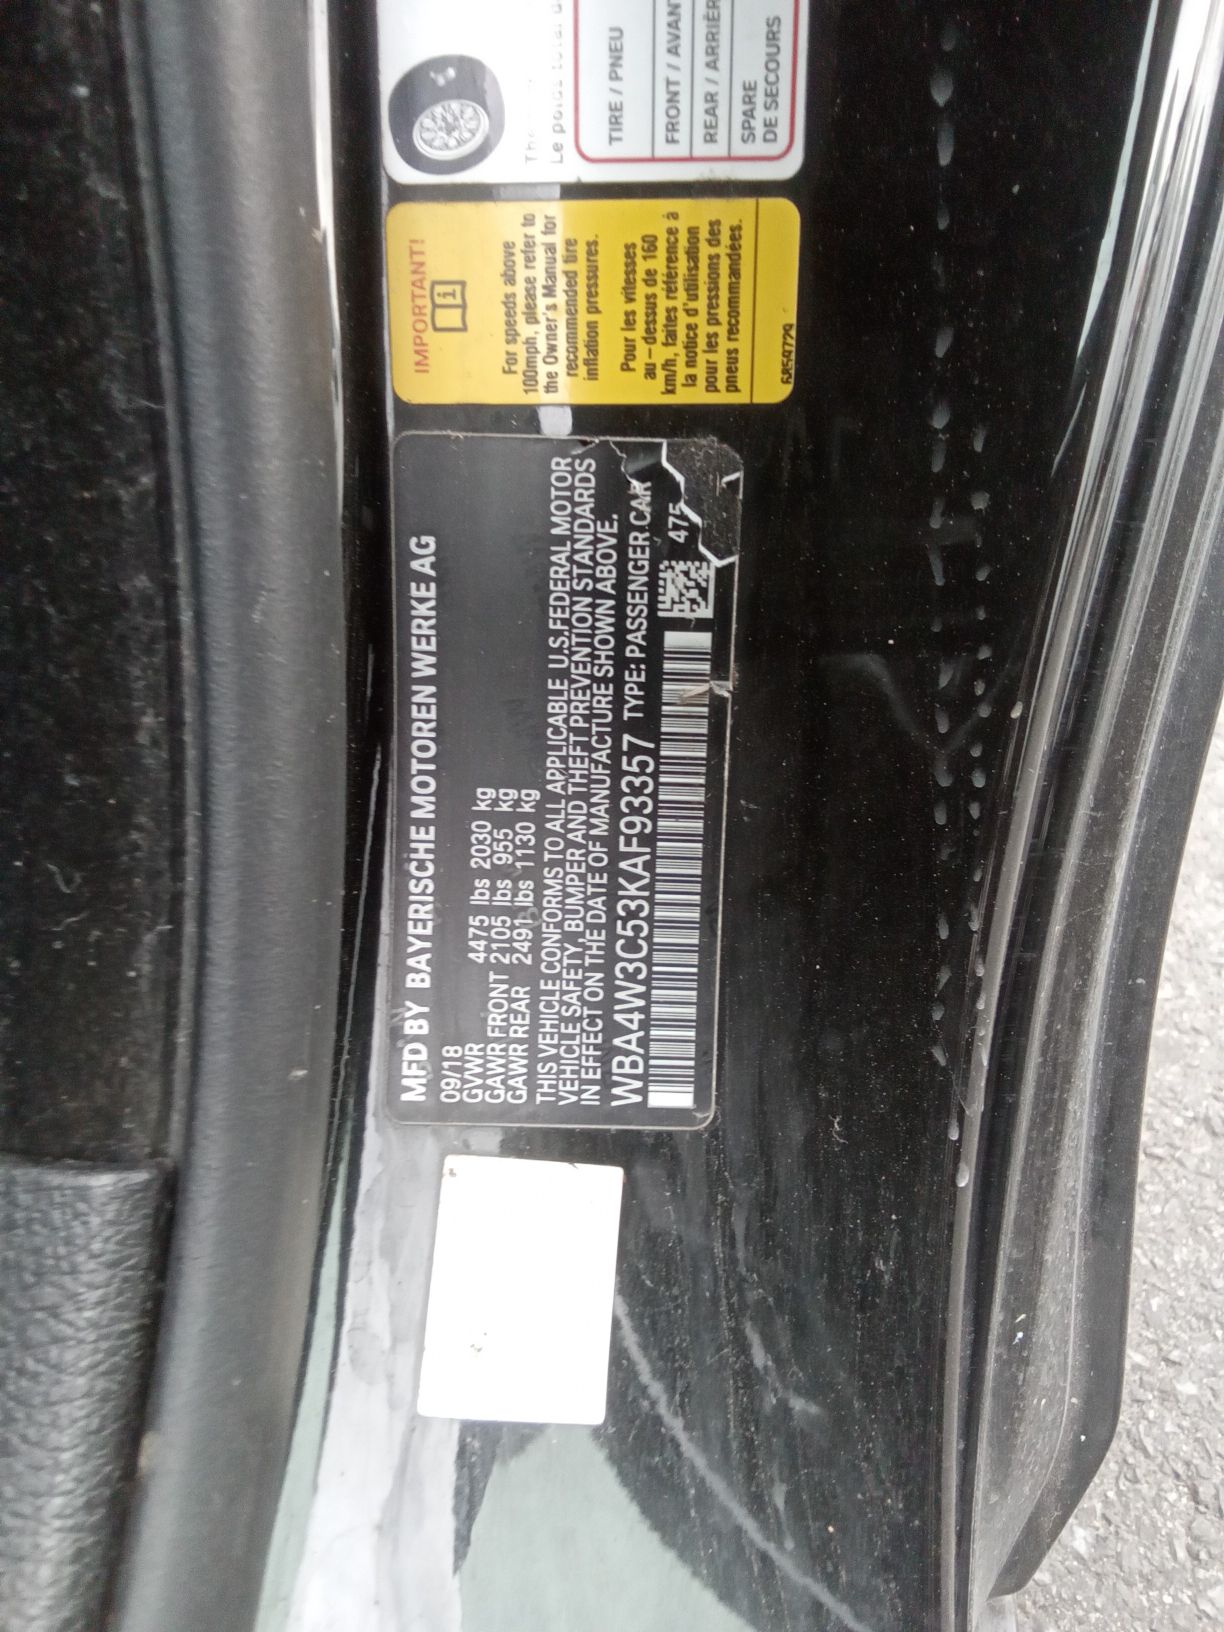 MFD BY BAYERISCHE MOTOREN WERKE AG
09/18
GVWR 4475 lbs 2030 kg
GAWR FRONT 2105 lbs 955 kg
GAWR REAR 2491 lbs 1130 kg
THIS VEHICLE CONFORMS TO ALL APPLICABLE U.S.FEDERAL MOTOR
VEHICLE SAFETY, BUMPER AND THEFT PREVENTION STANDARDS
IN EFFECT ON THE DATE OF MANUFACTURE SHOWN ABOVE.
WBA4W3C53KAF93357 TYPE: PASSENGER CAR
475
IMPORTANT!
For speeds above
100mph, please refer to
the Owner's Manual for
recommended tire
inflation pressures.
Pour les vitesses
au-dessus de 160
km/h, faites référence à
la notice d'utilisation
pour les pressions des
pneus recommandées.
6859729
Le poids total
TIRE / PNEU
FRONT / AVANT
REAR / ARRIÈR
SPARE
DE SECOURS